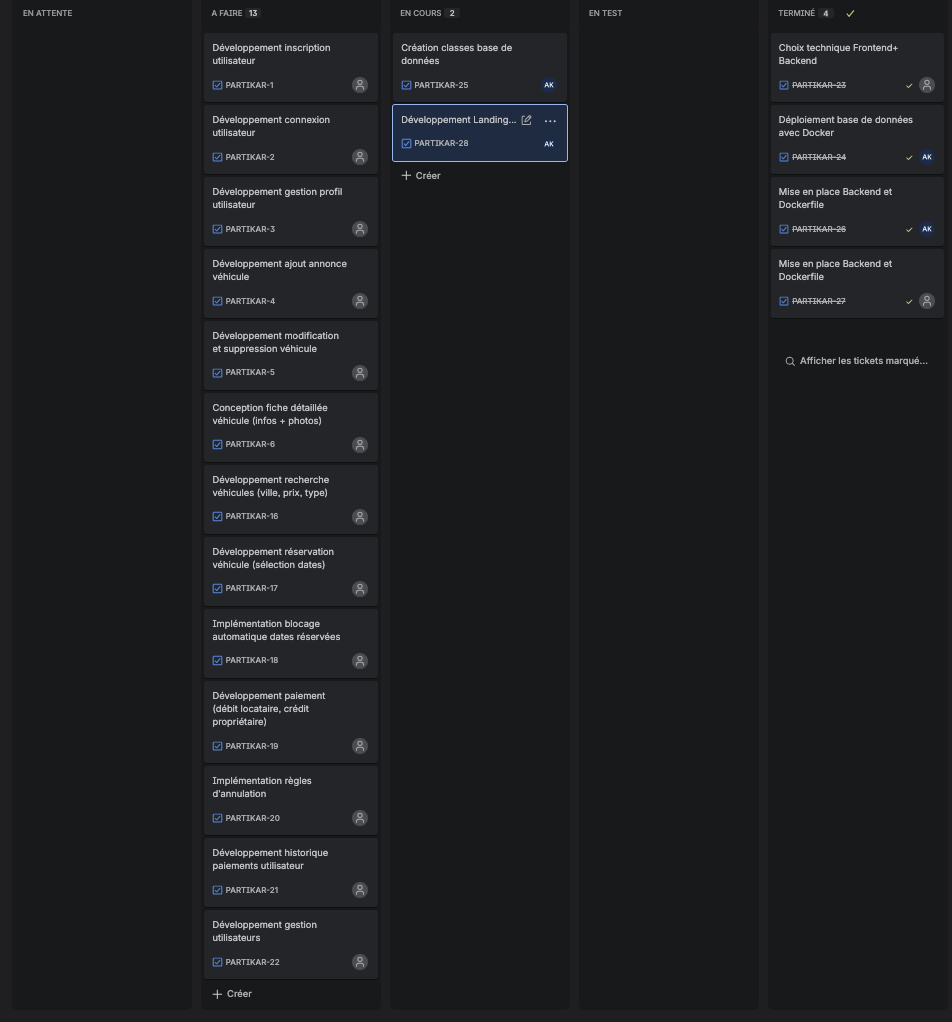 EN ATTENTE
A FAIRE 13
Développement inscription
utilisateur
PARTIKAR-1
Développement connexion
utilisateur
PARTIKAR-2
Développement gestion profil
utilisateur
PARTIKAR-3
Développement ajout annonce
véhicule
PARTIKAR-4
Développement modification
et suppression véhicule
PARTIKAR-5
Conception fiche détaillée
véhicule (infos + photos)
PARTIKAR-6
Développement recherche
véhicules (ville, prix, type)
PARTIKAR-16
Développement réservation
véhicule (sélection dates)
PARTIKAR-17
Implémentation blocage
automatique dates réservées
PARTIKAR-18
Développement paiement
(débit locataire, crédit
propriétaire)
PARTIKAR-19
Implémentation règles
d'annulation
PARTIKAR-20
Développement historique
paiements utilisateur
PARTIKAR-21
Développement gestion
utilisateurs
PARTIKAR-22
Créer
EN COURS 2
Création classes base de
données
PARTIKAR-25 AK
Développement Landing...
PARTIKAR-28 AK
Créer
EN TEST
TERMINÉ 4
Choix technique Frontend+
Backend
PARTIKAR-23
Déploiement base de données
avec Docker
PARTIKAR-24 AK
Mise en place Backend et
Dockerfile
PARTIKAR-26 AK
Mise en place Backend et
Dockerfile
PARTIKAR-27
Afficher les tickets marqué...